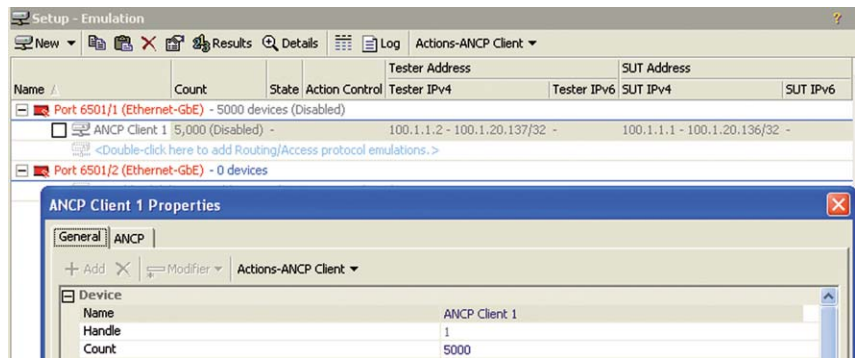 Setup - Emulation ?
New Results Details Log Actions-ANCP Client
Tester Address SUT Address
Name Count State Action Control Tester IPv4 Tester IPv6 SUT IPv4 SUT IPv6
Port 6501/1 (Ethernet-GbE) - 5000 devices (Disabled)
ANCP Client 1 5,000 (Disabled) - 100.1.1.2 - 100.1.20.137/32 - 100.1.1.1 - 100.1.20.136/32 -
<Double-click here to add Routing/Access protocol emulations.>
Port 6501/2 (Ethernet-GbE) - 0 devices
ANCP Client 1 Properties
General ANCP
Add Modifier Actions-ANCP Client
Device
Name ANCP Client 1
Handle 1
Count 5000